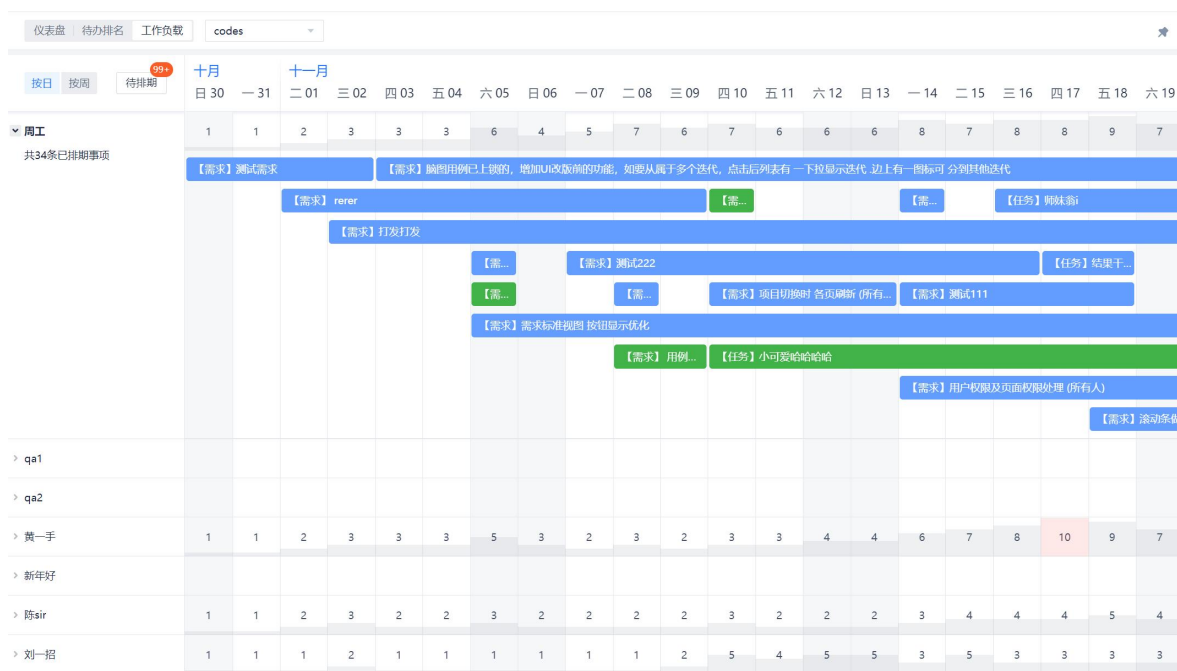 仪表盘 待办排名 工作负载 codes
99+
按日 按周 待排期
十月 十一月
日 30 一 31 二 01 三 02 四 03 五 04 六 05 日 06 一 07 二 08 三 09 四 10 五 11 六 12 日 13 一 14 二 15 三 16 四 17 五 18 六 19
周工 1 1 2 3 3 3 6 4 5 7 6 7 6 6 6 8 7 8 8 9 7
共34条已排期事项
【需求】测试需求 【需求】脑图用例已上锁的，增加UI改版前的功能，如要从属于多个迭代，点击后列表有 一下拉显示迭代 边上有一图标可 分到其他迭代
【需求】 rerer 【需... 【需... 【任务】师妹翁i
【需求】打发打发
【需... 【需求】测试222 【任务】结果干...
【需... 【需... 【需求】项目切换时 各页刷新 (所有... 【需求】测试111
【需求】需求标准视图 按钮显示优化
【需求】 用例... 【任务】小可爱哈哈哈哈
【需求】用户权限及页面权限处理 (所有人)
【需求】滚动条
qa1
qa2
黄一手 1 1 2 3 3 3 5 3 2 3 2 3 3 4 4 6 7 8 10 9 7
新年好
陈sir 1 1 2 3 2 2 3 2 2 2 2 3 2 2 2 3 4 4 4 5 4
刘一招 1 1 1 2 1 1 1 1 1 1 2 5 4 5 5 3 5 3 3 3 3